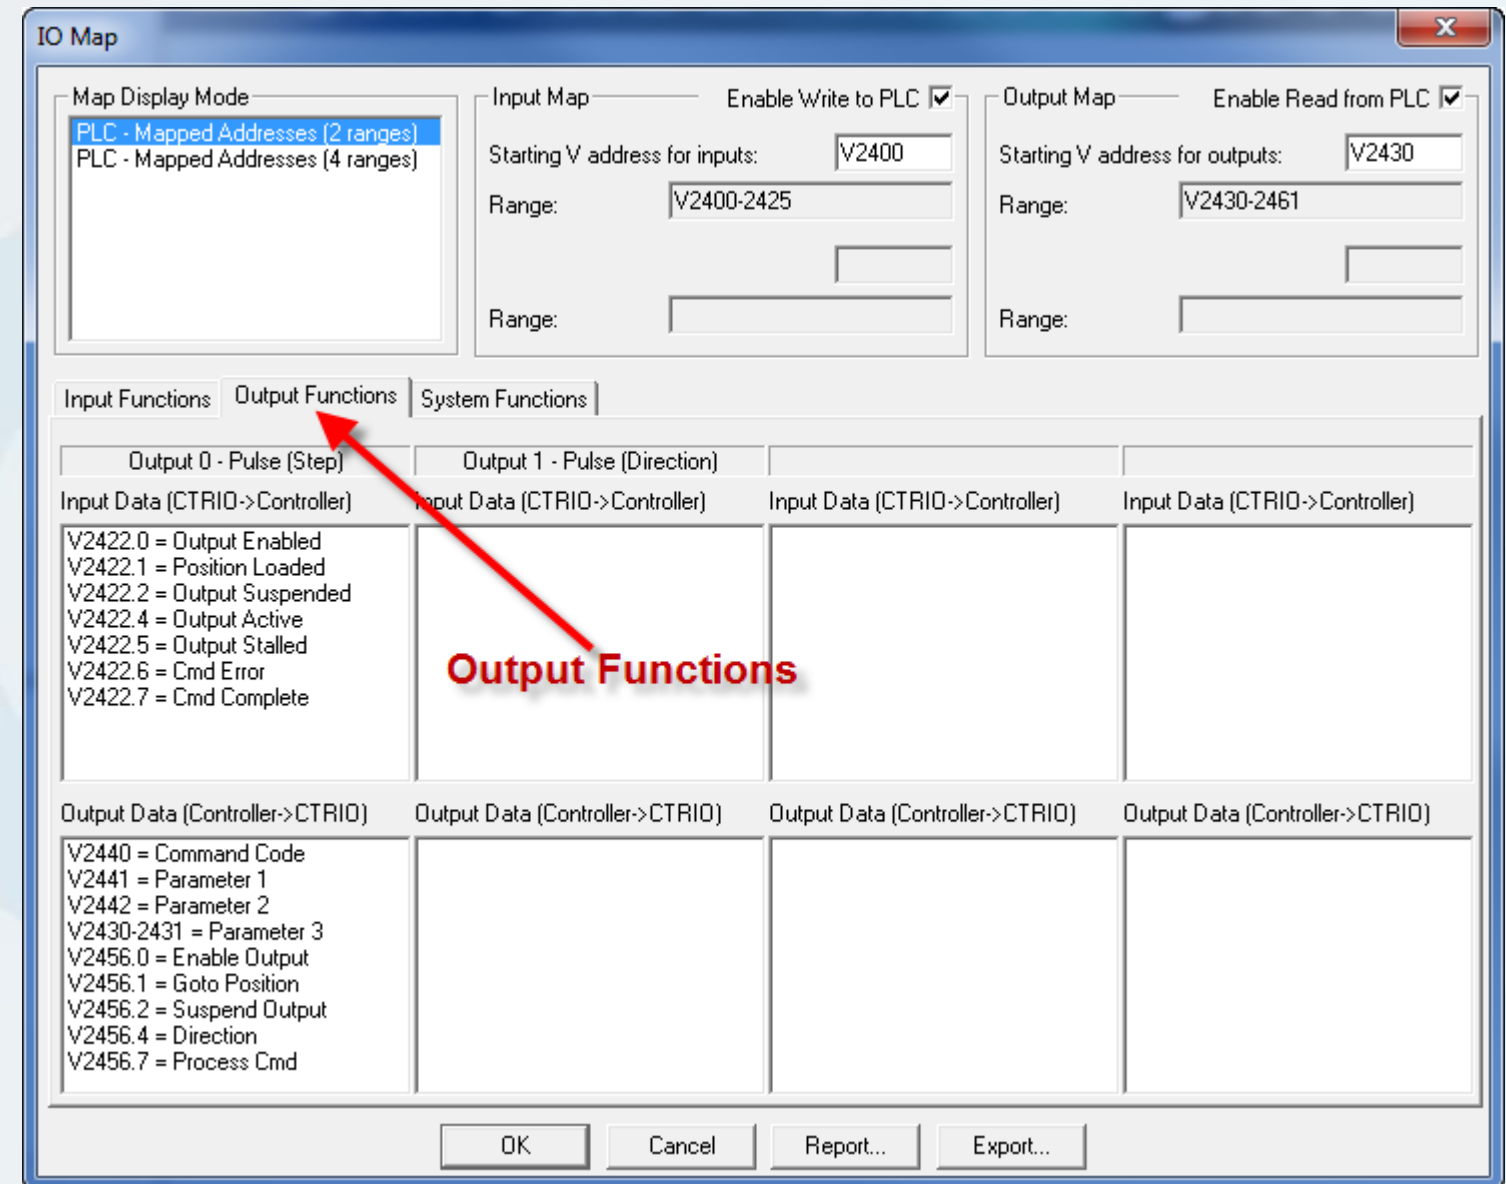 IO Map
Map Display Mode
PLC - Mapped Addresses (2 ranges)
PLC - Mapped Addresses (4 ranges)
Input Map
Enable Write to PLC
Starting V address for inputs:
V2400
Range:
V2400-2425
Range:
Output Map
Enable Read from PLC
Starting V address for outputs:
V2430
Range:
V2430-2461
Range:
Input Functions
Output Functions
System Functions
Output 0 - Pulse (Step)
Output 1 - Pulse (Direction)
Input Data (CTRIO->Controller)
Input Data (CTRIO->Controller)
Input Data (CTRIO->Controller)
Input Data (CTRIO->Controller)
V2422.0 = Output Enabled
V2422.1 = Position Loaded
V2422.2 = Output Suspended
V2422.4 = Output Active
V2422.5 = Output Stalled
V2422.6 = Cmd Error
V2422.7 = Cmd Complete
Output Functions
Output Data (Controller->CTRIO)
Output Data (Controller->CTRIO)
Output Data (Controller->CTRIO)
Output Data (Controller->CTRIO)
V2440 = Command Code
V2441 = Parameter 1
V2442 = Parameter 2
V2430-2431 = Parameter 3
V2456.0 = Enable Output
V2456.1 = Goto Position
V2456.2 = Suspend Output
V2456.4 = Direction
V2456.7 = Process Cmd
OK
Cancel
Report...
Export...